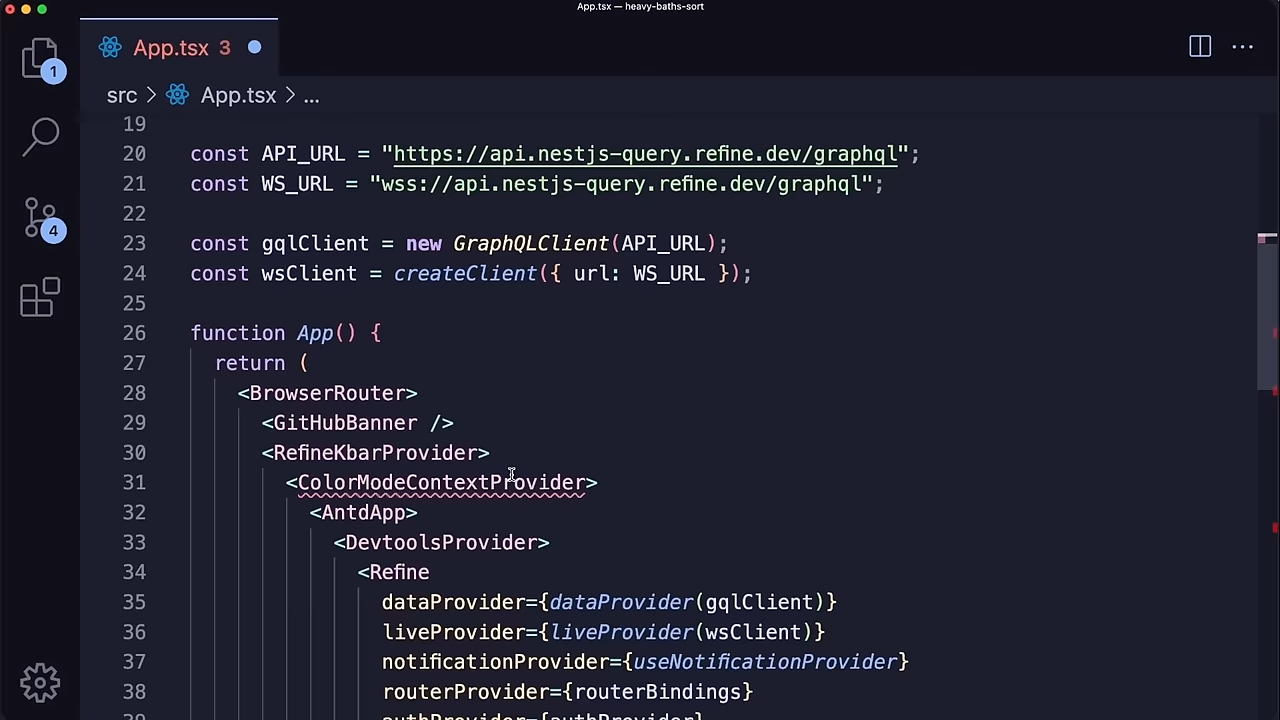 App.tsx — heavy-baths-sort
App.tsx 3
1
src > App.tsx > ...
19
20 const API_URL = "https://api.nestjs-query.refine.dev/graphql";
21 const WS_URL = "wss://api.nestjs-query.refine.dev/graphql";
22
23 const gqlClient = new GraphQLClient(API_URL);
4
24 const wsClient = createClient({ url: WS_URL });
25
26 function App() {
27 return (
28 <BrowserRouter>
29 <GitHubBanner />
30 <RefineKbarProvider>
31 <ColorModeContextProvider>
32 <AntdApp>
33 <DevtoolsProvider>
34 <Refine
35 dataProvider={dataProvider(gqlClient)}
36 liveProvider={liveProvider(wsClient)}
37 notificationProvider={useNotificationProvider}
38 routerProvider={routerBindings}
39 authProvider={authProvider}